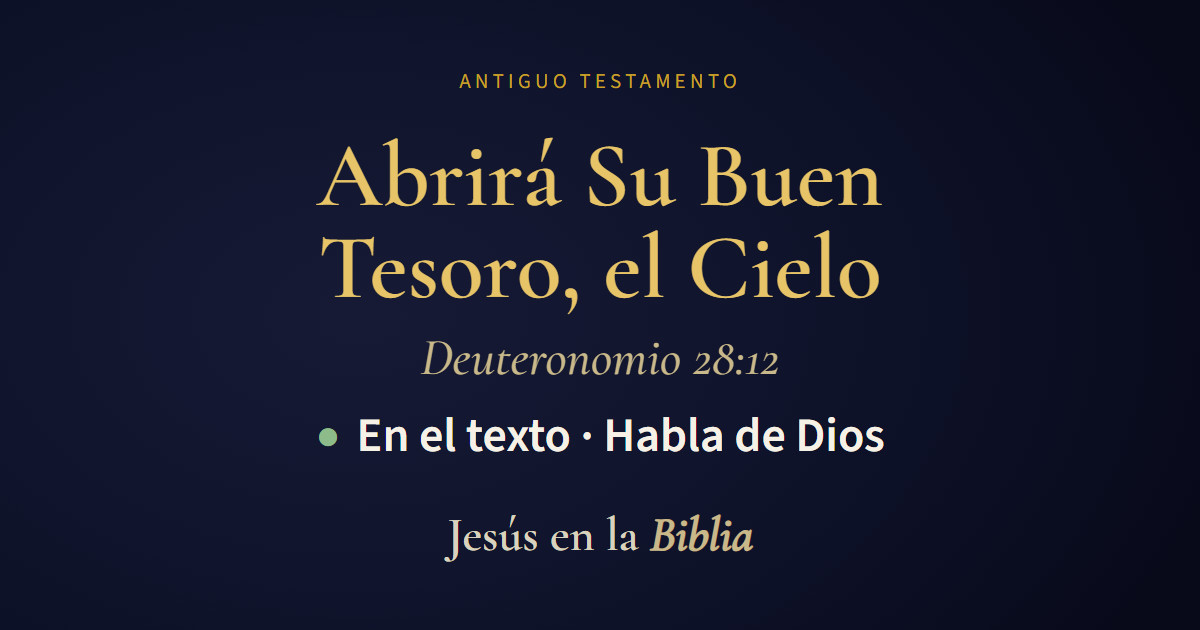 ANTIGUO TESTAMENTO
Abrirá Su Buen
Tesoro, el Cielo
Deuteronomio 28:12
En el texto · Habla de Dios
Jesús en la Biblia